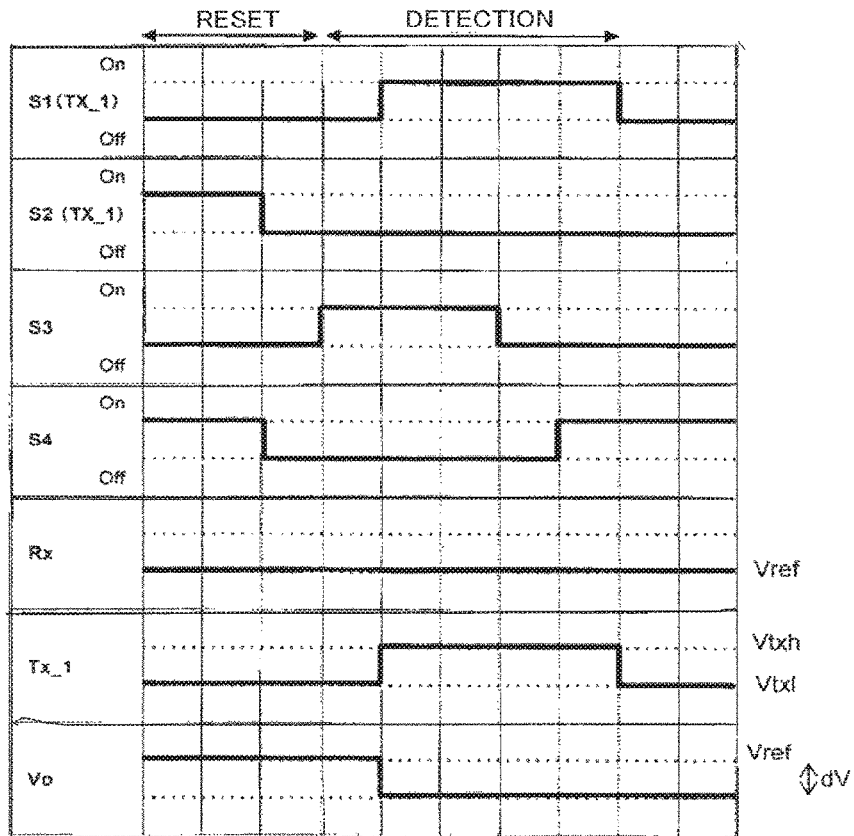 RESET DETECTION
On
S1(TX_1)
Off
On
S2 (TX_1)
Off
On
S3
Off
On
S4
Off
Rx
Vref
Vtxh
Tx_1
Vtxl
Vref
Vo
dV